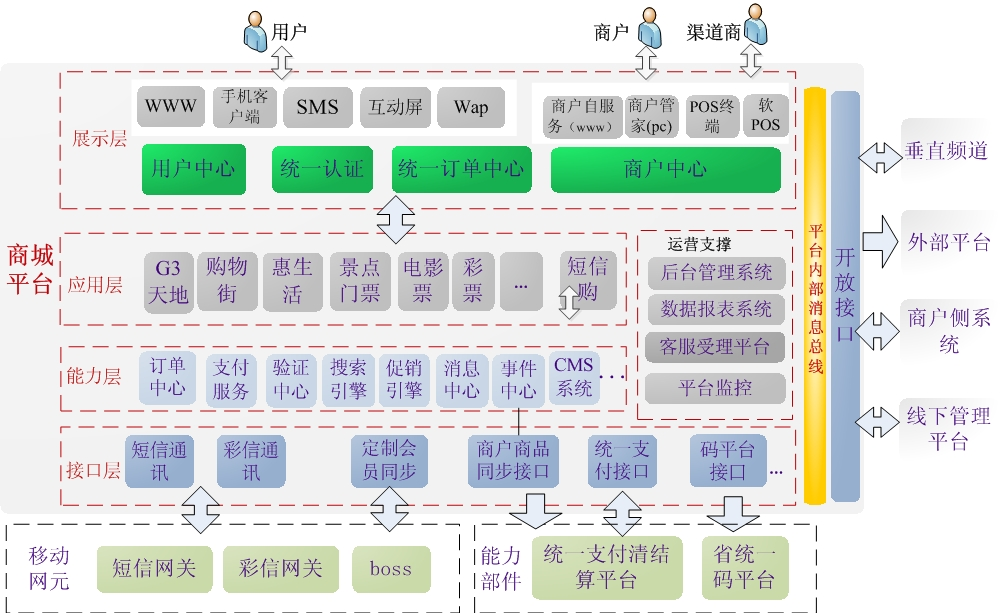 用户
商户
渠道商
WWW
手机客
户端
SMS
互动屏
Wap
商户自服
务（www）
商户管
家(pc)
POS终
端
软
POS
展示层
用户中心
统一认证
统一订单中心
商户中心
商城
平台
应用层
G3
天地
购物
街
惠生
活
景点
门票
电影
票
彩
票
...
短信
购
运营支撑
后台管理系统
数据报表系统
客服受理平台
平台监控
能力层
订单
中心
支付
服务
验证
中心
搜索
引擎
促销
引擎
消息
中心
事件
中心
CMS
系统
...
接口层
短信通
讯
彩信通讯
定制会
员同步
商户商品
同步接口
统一支
付接口
码平台
接口
...
平台内部消息总线
开放接口
垂直频道
外部平台
商户侧系
统
线下管理
平台
移动
网元
短信网关
彩信网关
boss
能力
部件
统一支付清结
算平台
省统一
码平台